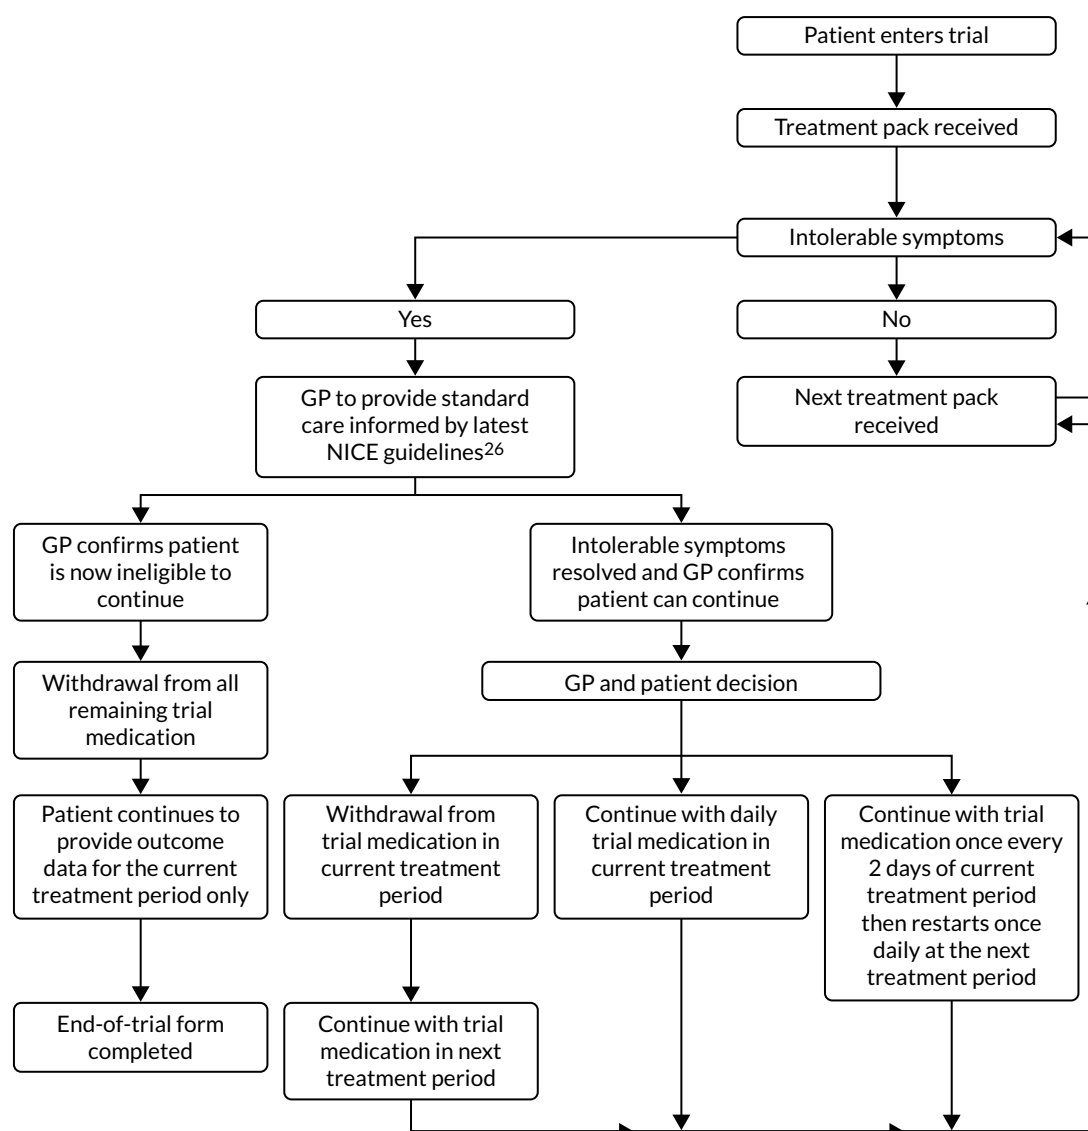 Patient enters trial
Treatment pack received
Intolerable symptoms
Yes
No
GP to provide standard
care informed by latest
NICE guidelines26
Next treatment pack
received
GP confirms patient
is now ineligible to
continue
Intolerable symptoms
resolved and GP confirms
patient can continue
Withdrawal from all
remaining trial
medication
GP and patient decision
Patient continues to
provide outcome
data for the current
treatment period only
Withdrawal from
trial medication in
current treatment
period
Continue with daily
trial medication in
current treatment
period
Continue with trial
medication once every
2 days of current
treatment period
then restarts once
daily at the next
treatment period
End-of-trial form
completed
Continue with trial
medication in next
treatment period